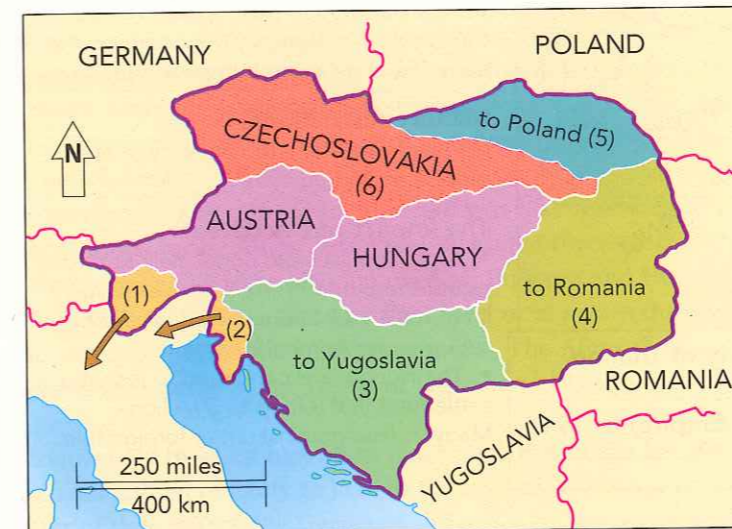 GERMANY
POLAND
N
CZECHOSLOVAKIA
(6)
to Poland (5)
AUSTRIA
HUNGARY
(1)
(2)
to Romania
(4)
to Yugoslavia
(3)
ROMANIA
YUGOSLAVIA
250 miles
400 km